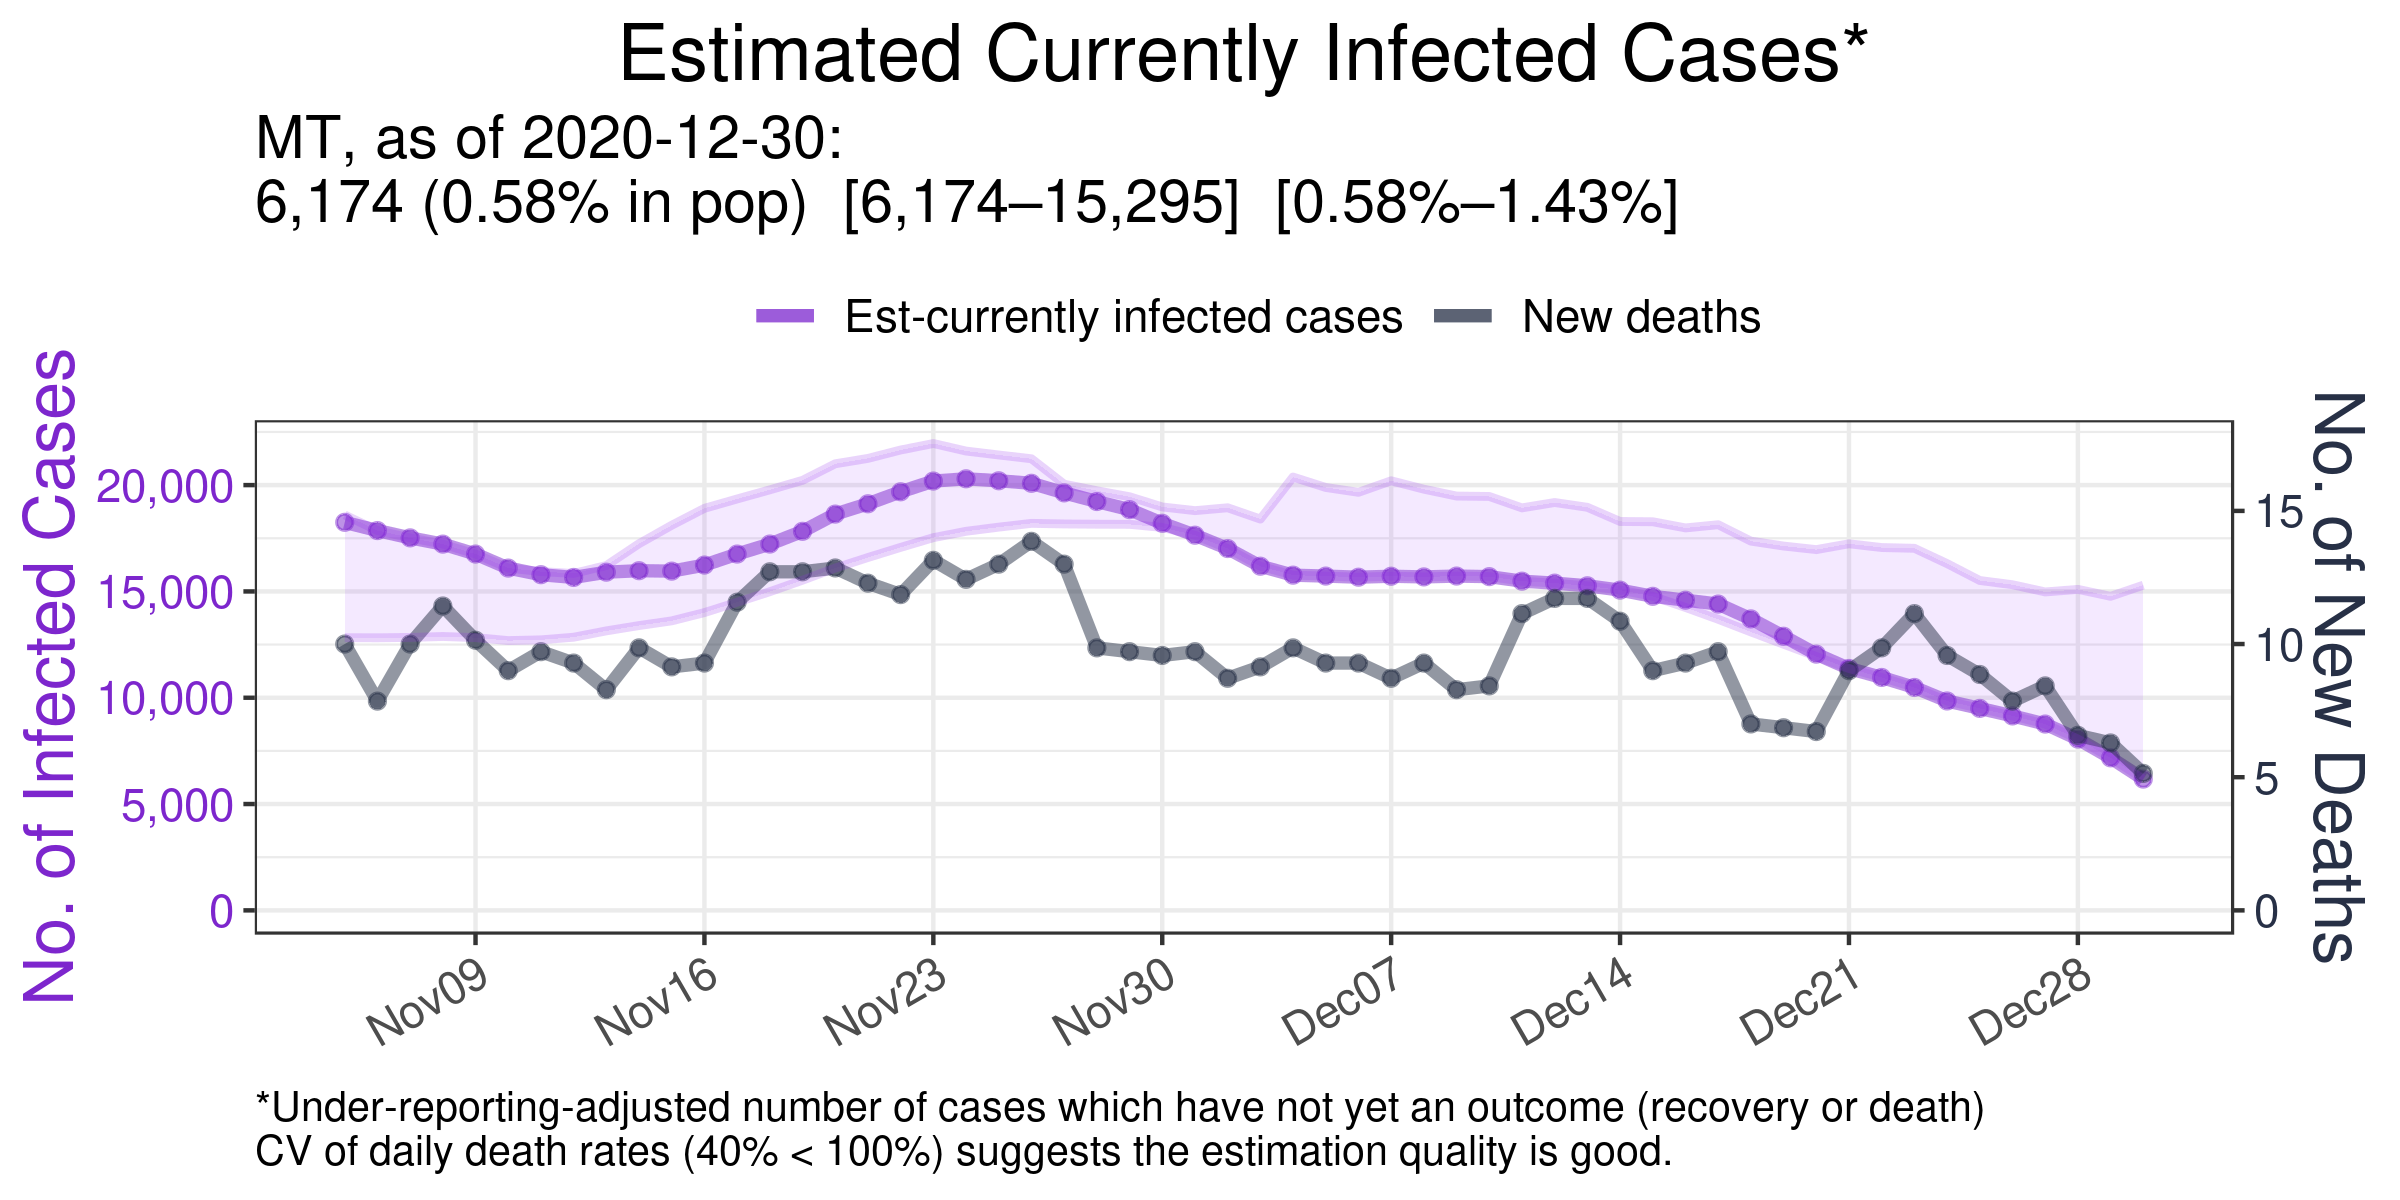 Estimated Currently Infected Cases*
MT, as of 2020-12-30:
6,174 (0.58% in pop)  [6,174–15,295]  [0.58%–1.43%]
Est-currently infected cases
New deaths
No. of Infected Cases
20,000
15,000
10,000
5,000
0
15
10
5
0
No. of New Deaths
Nov09
Nov16
Nov23
Nov30
Dec07
Dec14
Dec21
Dec28
*Under-reporting-adjusted number of cases which have not yet an outcome (recovery or death)
CV of daily death rates (40% < 100%) suggests the estimation quality is good.